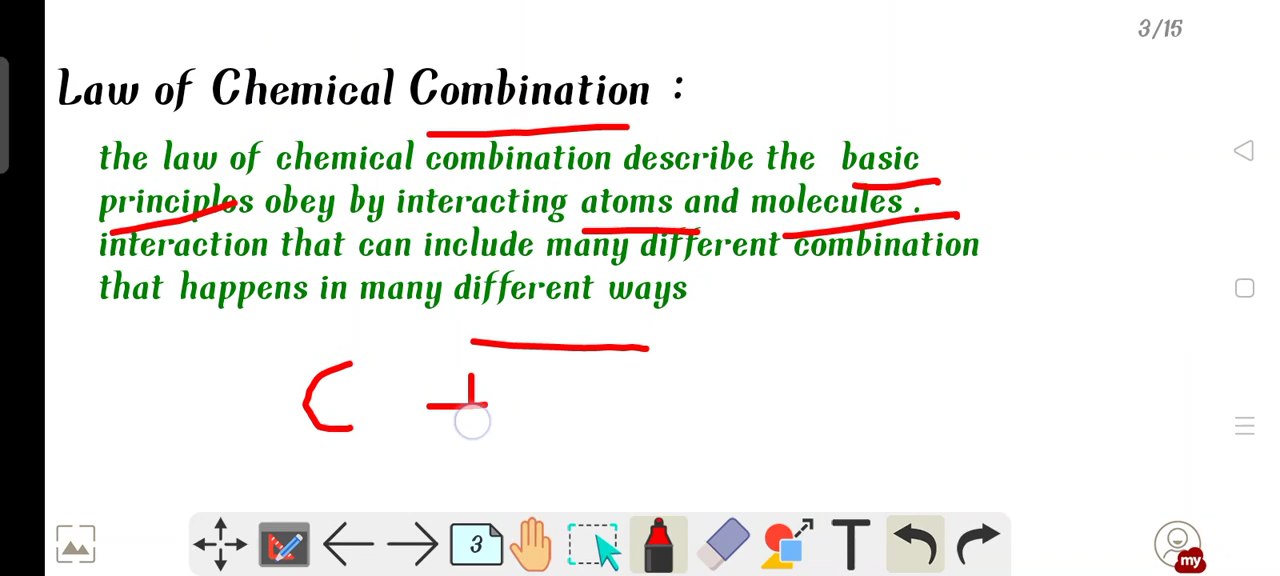 3/15
Law of Chemical Combination :
the law of chemical combination describe the basic
principles obey by interacting atoms and molecules .
interaction that can include many different combination
that happens in many different ways
C +
3
T
my